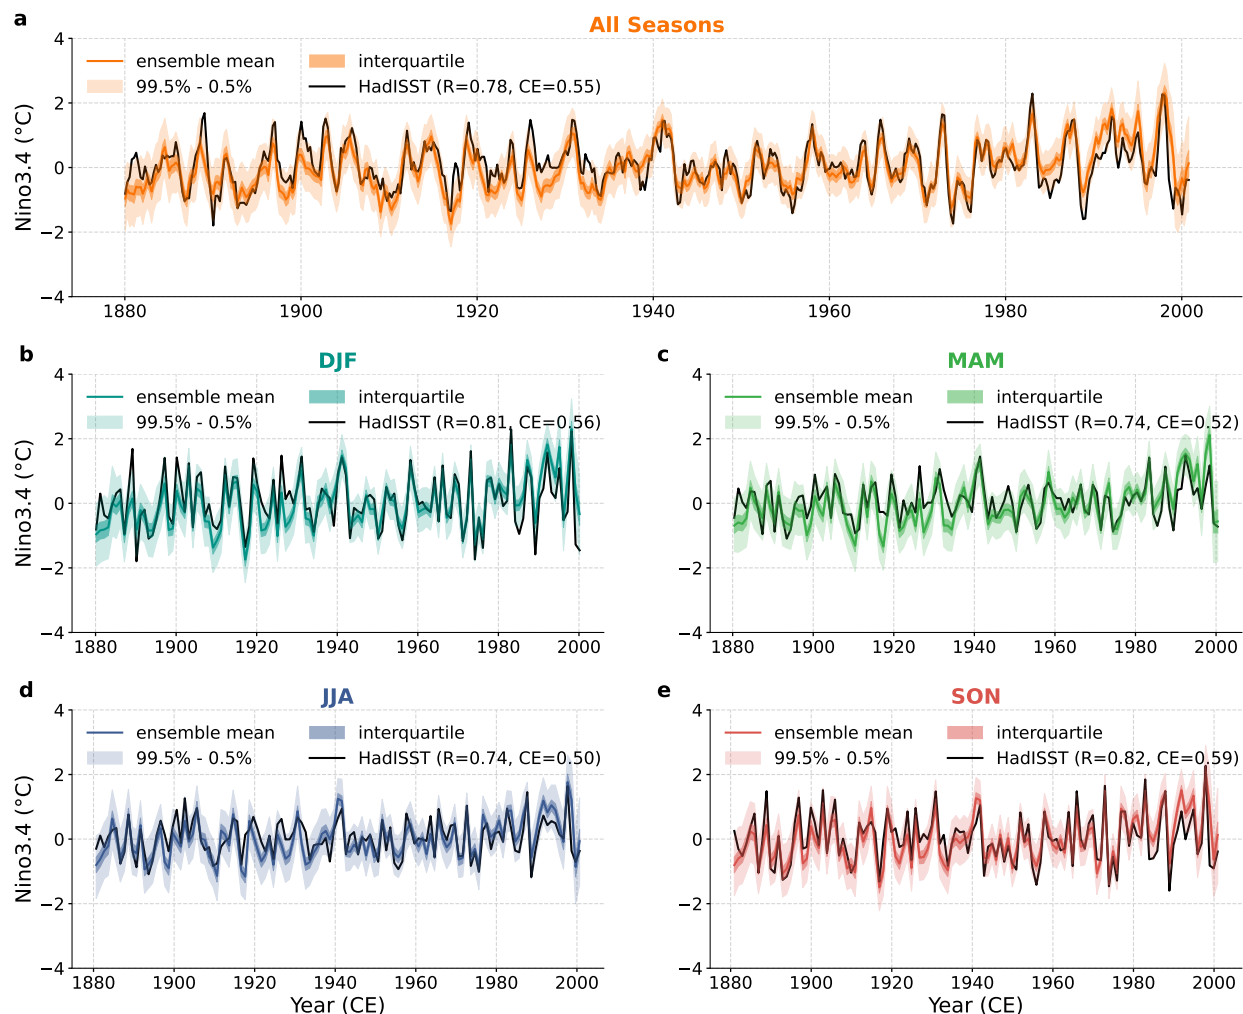 a
All Seasons
4
2
0
−2
−4
Nino3.4 (°C)
ensemble mean
99.5% - 0.5%
interquartile
HadISST (R=0.78, CE=0.55)
1880 1900 1920 1940 1960 1980 2000
b
DJF
4
2
0
−2
−4
Nino3.4 (°C)
ensemble mean
99.5% - 0.5%
interquartile
HadISST (R=0.81, CE=0.56)
1880 1900 1920 1940 1960 1980 2000
c
MAM
4
2
0
−2
−4
ensemble mean
99.5% - 0.5%
interquartile
HadISST (R=0.74, CE=0.52)
1880 1900 1920 1940 1960 1980 2000
d
JJA
4
2
0
−2
−4
Nino3.4 (°C)
ensemble mean
99.5% - 0.5%
interquartile
HadISST (R=0.74, CE=0.50)
1880 1900 1920 1940 1960 1980 2000
Year (CE)
e
SON
4
2
0
−2
−4
ensemble mean
99.5% - 0.5%
interquartile
HadISST (R=0.82, CE=0.59)
1880 1900 1920 1940 1960 1980 2000
Year (CE)